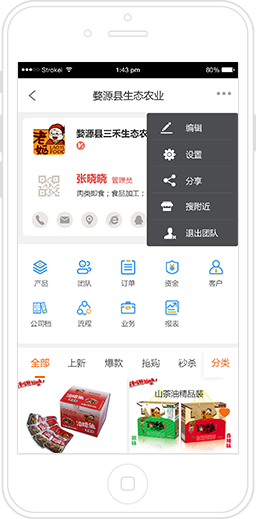 Strokei 1:43 pm 80%
婺源县生态农业
婺源县三禾生态农
张晓晓 管理员
肉类即食；食品加工；
编辑
设置
分享
搜附近
退出团队
产品 团队 订单 资金 客户
公司档 流程 业务 报表
全部 上新 爆款 抢购 秒杀 分类
山茶油精品装